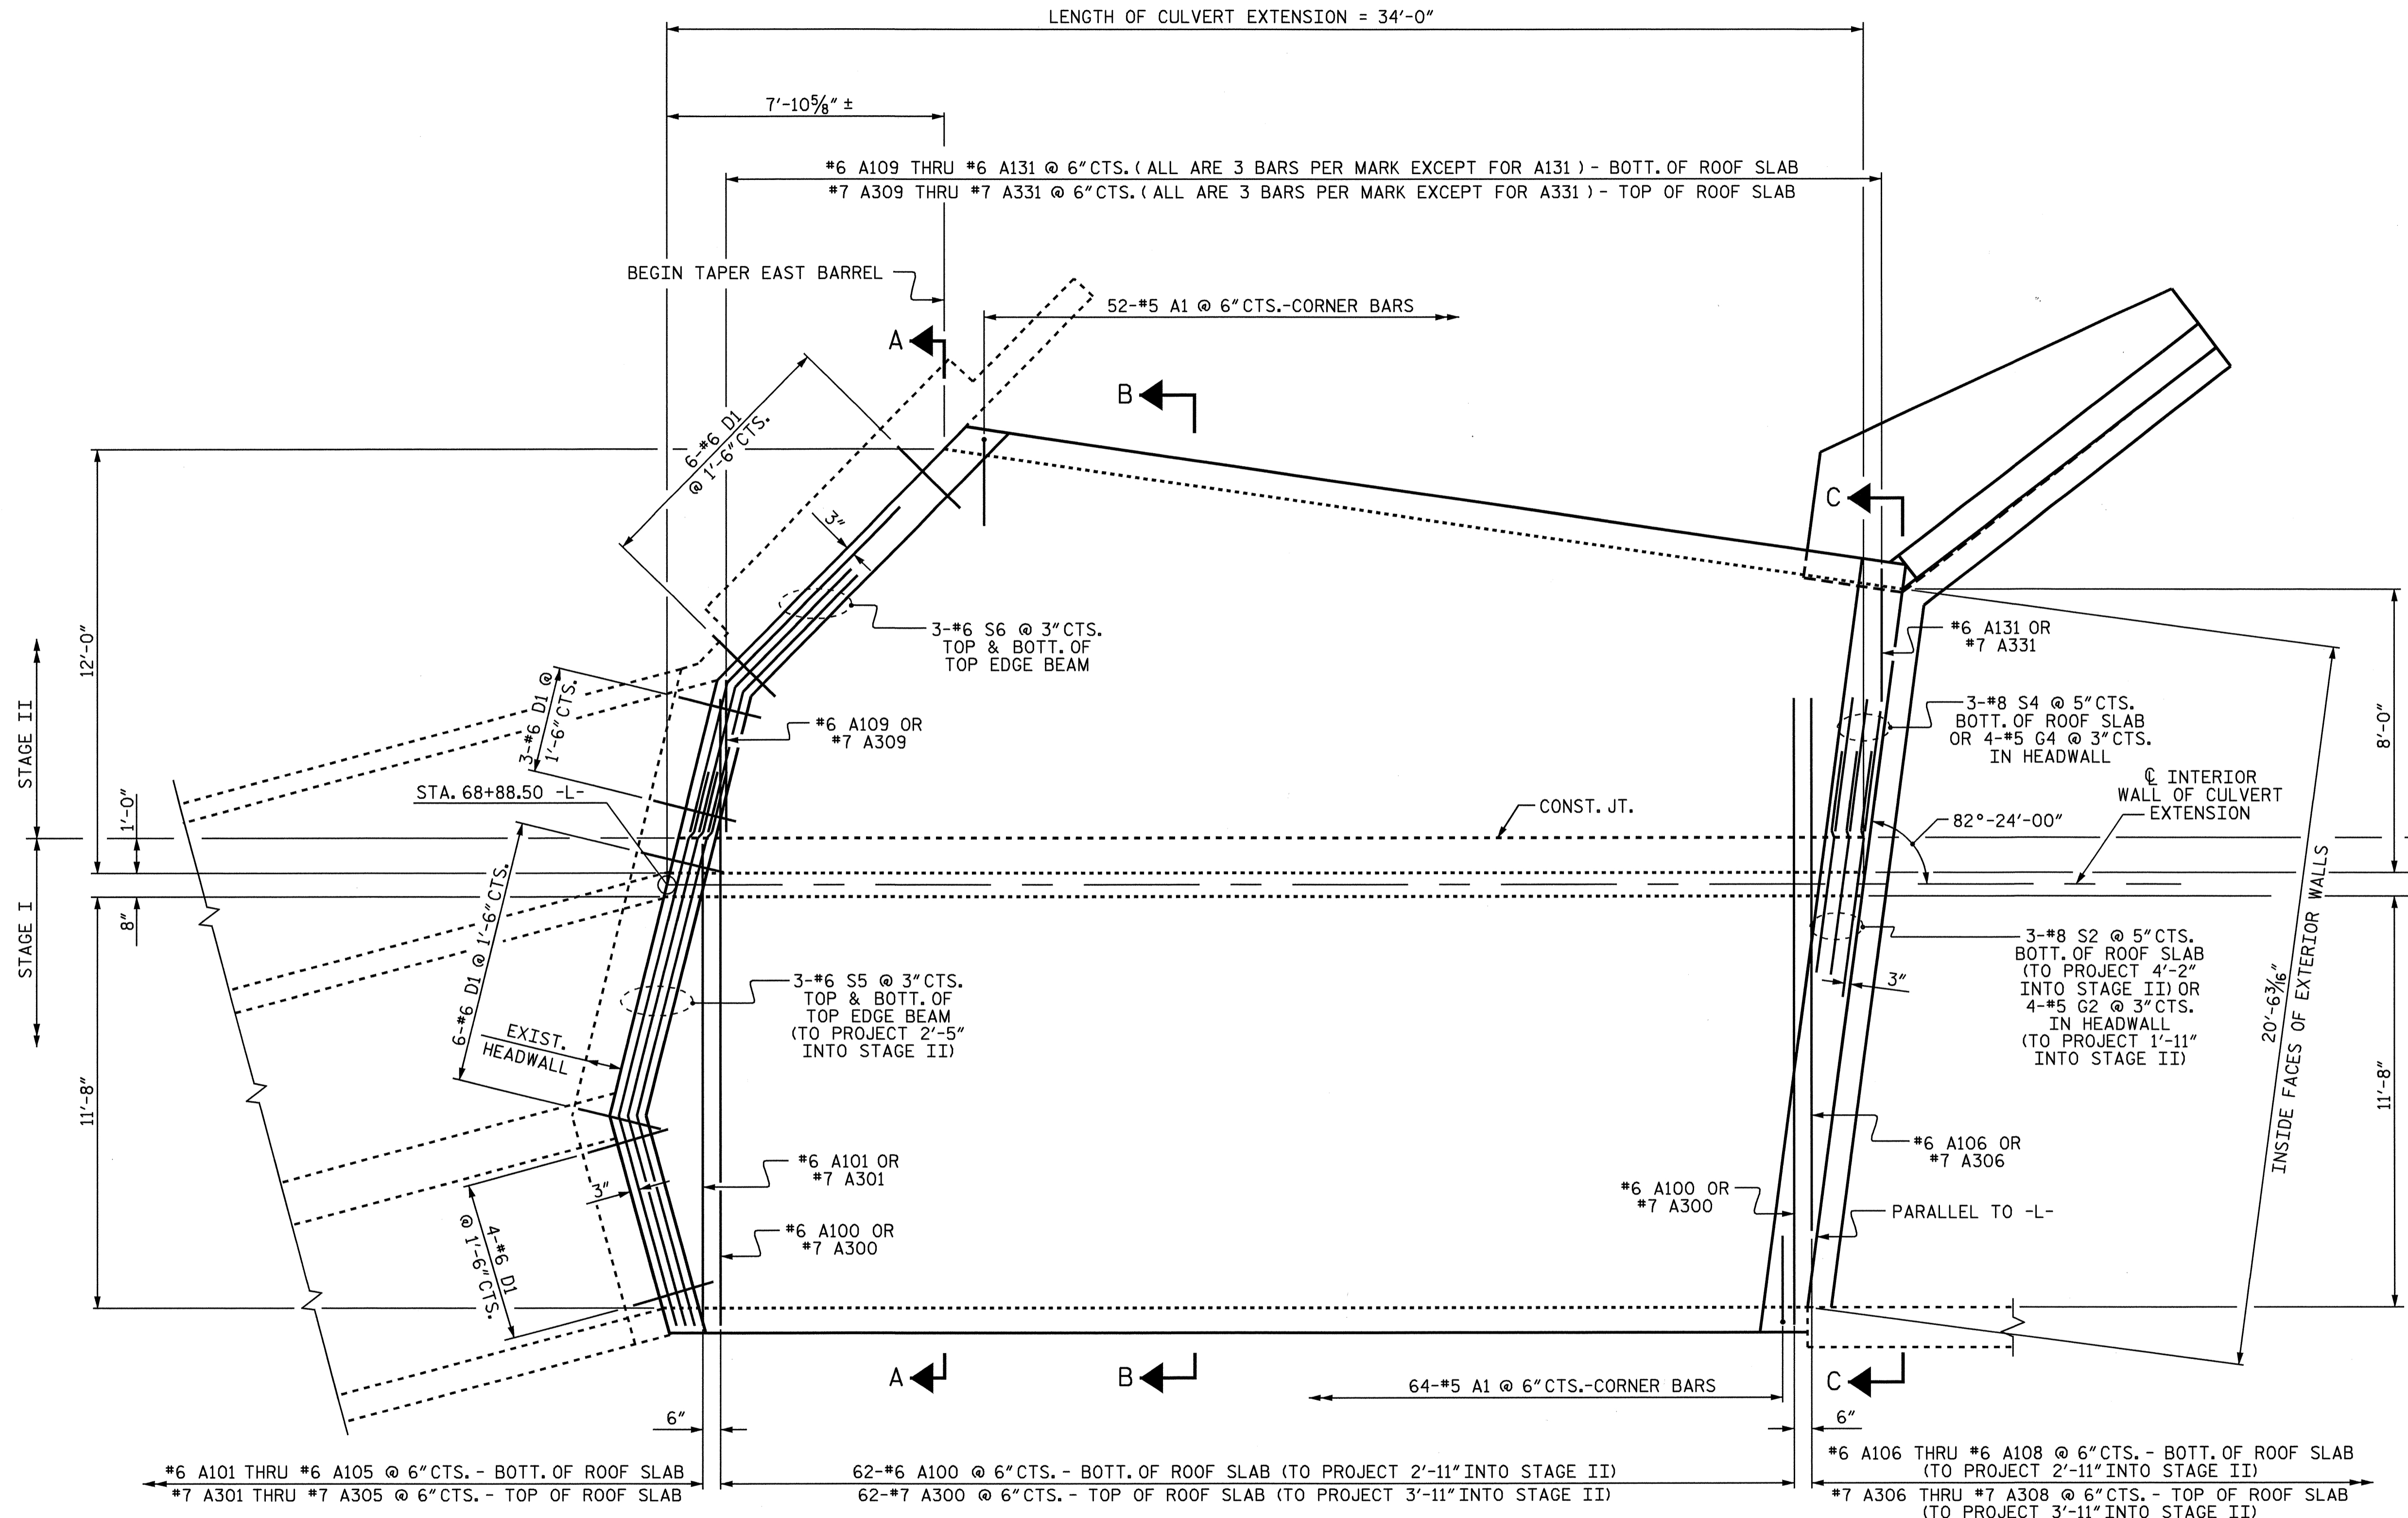 LENGTH OF CULVERT EXTENSION = 34'-0"
7'-10⅝" ±
#6 A109 THRU #6 A131 @ 6" CTS. ( ALL ARE 3 BARS PER MARK EXCEPT FOR A131 ) - BOTT. OF ROOF SLAB
#7 A309 THRU #7 A331 @ 6" CTS. ( ALL ARE 3 BARS PER MARK EXCEPT FOR A331 ) - TOP OF ROOF SLAB
BEGIN TAPER EAST BARREL
52-#5 A1 @ 6" CTS.-CORNER BARS
A
B
C
6-#6 D1
@ 1'-6" CTS.
3"
12'-0"
3-#6 S6 @ 3" CTS.
TOP & BOTT. OF
TOP EDGE BEAM
#6 A131 OR
#7 A331
3-#6 D1 @
1'-6" CTS.
#6 A109 OR
#7 A309
3-#8 S4 @ 5" CTS.
BOTT. OF ROOF SLAB
OR 4-#5 G4 @ 3" CTS.
IN HEADWALL
8'-0"
STAGE II
STA. 68+88.50 -L-
1'-0"
CONST. JT.
℄ INTERIOR
WALL OF CULVERT
EXTENSION
82°-24'-00"
STAGE I
8"
6-#6 D1 @ 1'-6" CTS.
3-#6 S5 @ 3" CTS.
TOP & BOTT. OF
TOP EDGE BEAM
(TO PROJECT 2'-5"
INTO STAGE II)
EXIST.
HEADWALL
3-#8 S2 @ 5" CTS.
BOTT. OF ROOF SLAB
(TO PROJECT 4'-2"
INTO STAGE II) OR
4-#5 G2 @ 3" CTS.
IN HEADWALL
(TO PROJECT 1'-11"
INTO STAGE II)
3"
20'-6³⁄₁₆"
INSIDE FACES OF EXTERIOR WALLS
11'-8"
11'-8"
#6 A106 OR
#7 A306
#6 A101 OR
#7 A301
3"
#6 A100 OR
#7 A300
PARALLEL TO -L-
4-#6 D1
@ 1'-6" CTS.
#6 A100 OR
#7 A300
A
B
C
64-#5 A1 @ 6" CTS.-CORNER BARS
6"
6"
#6 A101 THRU #6 A105 @ 6" CTS. - BOTT. OF ROOF SLAB
#7 A301 THRU #7 A305 @ 6" CTS. - TOP OF ROOF SLAB
62-#6 A100 @ 6" CTS. - BOTT. OF ROOF SLAB (TO PROJECT 2'-11" INTO STAGE II)
62-#7 A300 @ 6" CTS. - TOP OF ROOF SLAB (TO PROJECT 3'-11" INTO STAGE II)
#6 A106 THRU #6 A108 @ 6" CTS. - BOTT. OF ROOF SLAB
(TO PROJECT 2'-11" INTO STAGE II)
#7 A306 THRU #7 A308 @ 6" CTS. - TOP OF ROOF SLAB
(TO PROJECT 3'-11" INTO STAGE II)